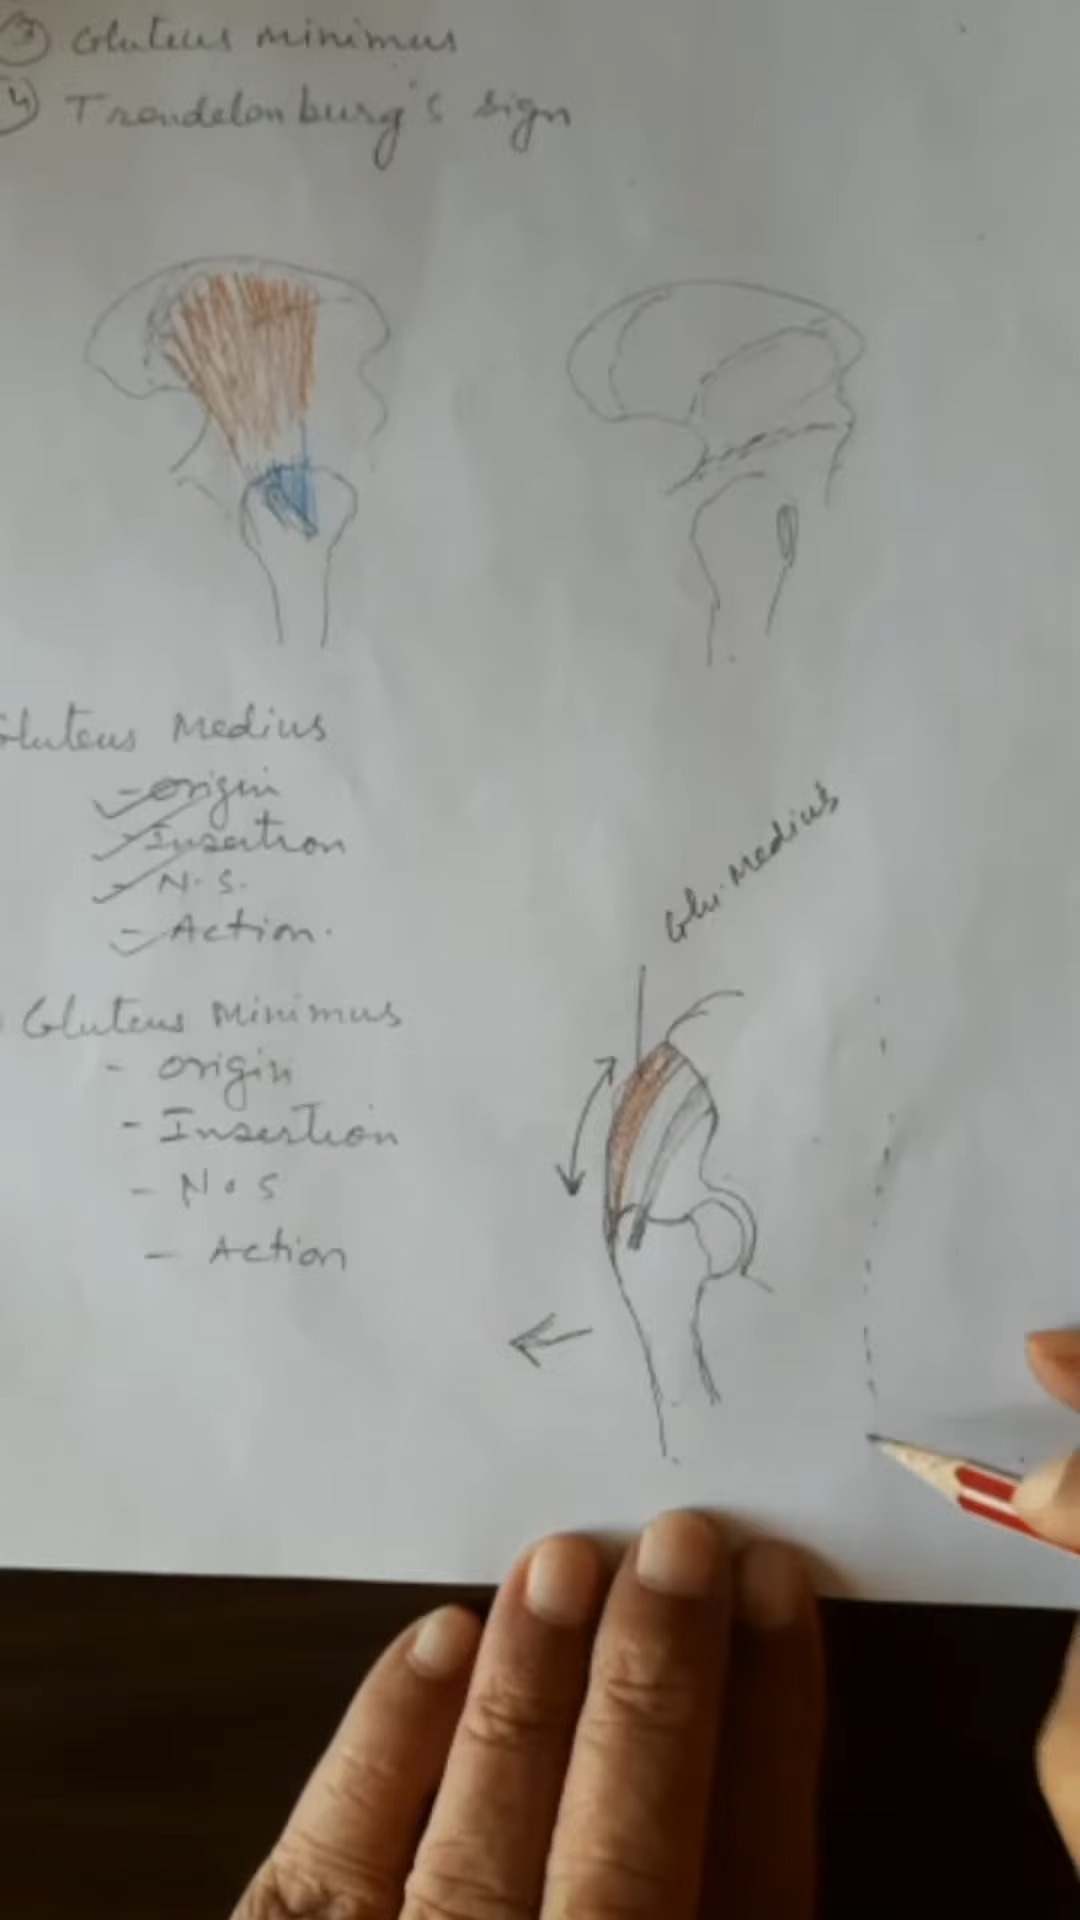 ③ Gluteus minimus
④ Trendelenburg's sign
Gluteus Medius
- origin
- Insertion
- N.S.
- Action.
Glu. Medius
Gluteus Minimus
- origin
- Insertion
- N.S
- Action